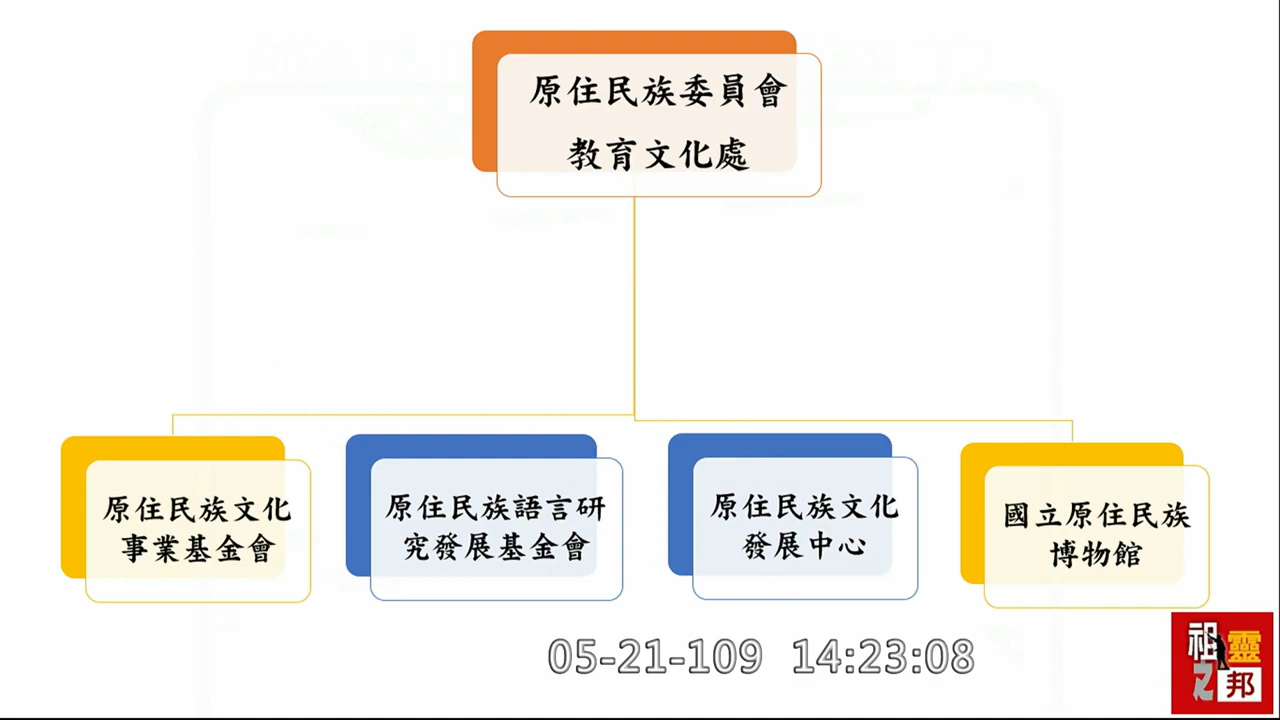 原住民族委員會
教育文化處
原住民族文化
事業基金會
原住民族語言研
究發展基金會
原住民族文化
發展中心
國立原住民族
博物館
05-21-109 14:23:08
祖靈
之邦